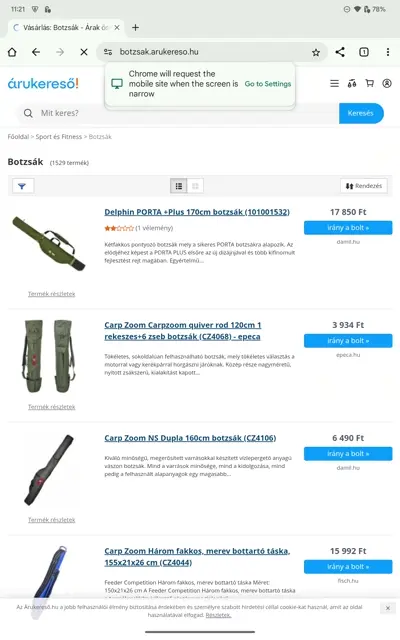 11:21
78%
Vásárlás: Botzsák - Árak ös
botzsak.arukereso.hu
1
Chrome will request the
mobile site when the screen is
narrow
Go to Settings
árukereső!
Mit keres?
Keresés
Főoldal > Sport és Fitness > Botzsák
Botzsák (1529 termék)
Rendezés
Delphin PORTA +Plus 170cm botzsák (101001532)
(1 vélemény)
Kétfakkos pontyozó botzsák mely a sikeres PORTA botzsákra alapozik. Az
elődjéhez képest a PORTA PLUS elsőre az új dizájnjával és több kifinomult
fejlesztést rejt magában. Egyértelmű...
Termék részletek
17 850 Ft
irány a bolt »
damil.hu
Carp Zoom Carpzoom quiver rod 120cm 1
rekeszes+6 zseb botzsák (CZ4068) - epeca
Tökéletes, sokoldalúan felhasználható botzsák, mely tökéletes választás a
motorral vagy kerékpárral horgászni járóknak. Közép része nagyméretű,
nyitott zsákszerű, kialakítást kapott...
Termék részletek
3 934 Ft
irány a bolt »
epeca.hu
Carp Zoom NS Dupla 160cm botzsák (CZ4106)
Kiváló minőségű, megerősített varrásokkal készített vízlepergető anyagú
vászon botzsák. Mind a varrások minősége, mind a kidolgozása, mind
pedig a felhasznált alapanyagok egy magasabb...
Termék részletek
6 490 Ft
irány a bolt »
damil.hu
Carp Zoom Három fakkos, merev bottartó táska,
155x21x26 cm (CZ4044)
Feeder Competition Három fakkos, merev bottartó táska Méret:
155x21x26 cm A Feeder Competition Három fakkos, merev bottartó táska
15 992 Ft
irány a bolt »
fisch.hu
Az Árukereső.hu a jobb felhasználói élmény biztosítása érdekében és személyre szabott hirdetési céllal cookie-kat használ, amit az oldal
használatával elfogad. Részletek.